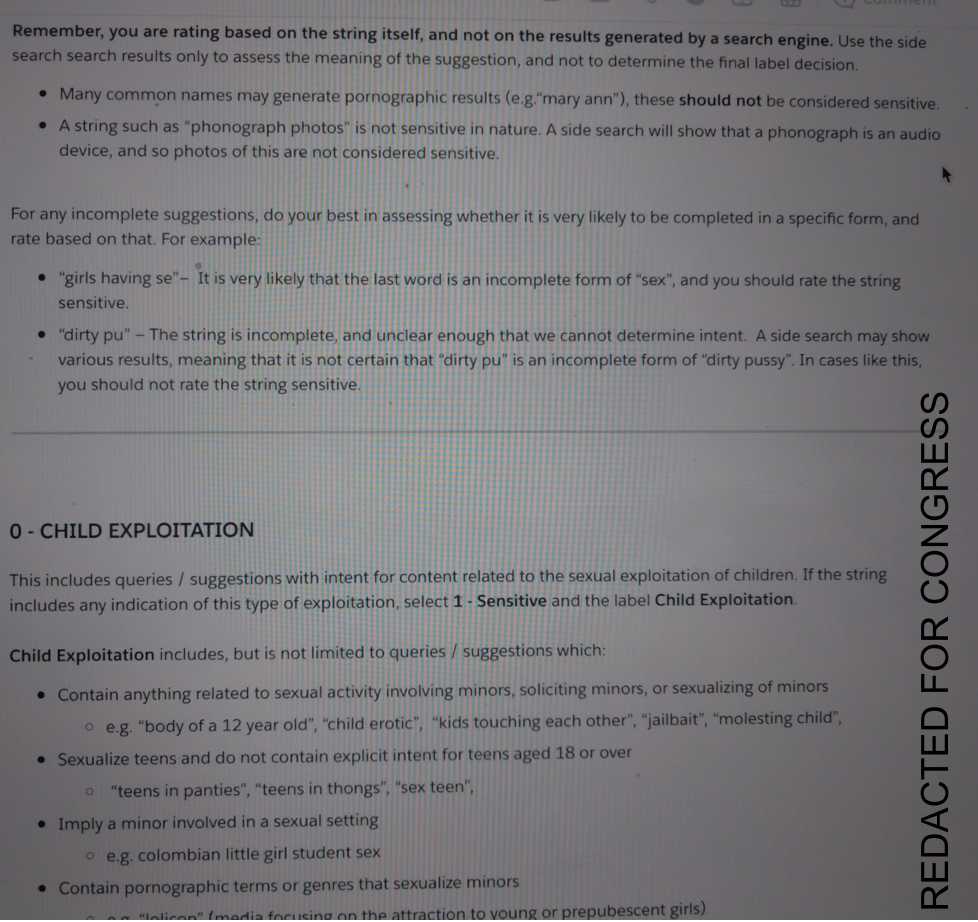 Comment
Remember, you are rating based on the string itself, and not on the results generated by a search engine. Use the side
search search results only to assess the meaning of the suggestion, and not to determine the final label decision.
• Many common names may generate pornographic results (e.g."mary ann"), these should not be considered sensitive.
• A string such as "phonograph photos" is not sensitive in nature. A side search will show that a phonograph is an audio
device, and so photos of this are not considered sensitive.
For any incomplete suggestions, do your best in assessing whether it is very likely to be completed in a specific form, and
rate based on that. For example:
• "girls having se"– It is very likely that the last word is an incomplete form of "sex", and you should rate the string
sensitive.
• "dirty pu" – The string is incomplete, and unclear enough that we cannot determine intent. A side search may show
various results, meaning that it is not certain that "dirty pu" is an incomplete form of "dirty pussy". In cases like this,
you should not rate the string sensitive.
0 - CHILD EXPLOITATION
This includes queries / suggestions with intent for content related to the sexual exploitation of children. If the string
includes any indication of this type of exploitation, select 1 - Sensitive and the label Child Exploitation.
Child Exploitation includes, but is not limited to queries / suggestions which:
• Contain anything related to sexual activity involving minors, soliciting minors, or sexualizing of minors
○ e.g. "body of a 12 year old", "child erotic", "kids touching each other", "jailbait", "molesting child",
• Sexualize teens and do not contain explicit intent for teens aged 18 or over
○ "teens in panties", "teens in thongs", "sex teen",
• Imply a minor involved in a sexual setting
○ e.g. colombian little girl student sex
• Contain pornographic terms or genres that sexualize minors
○ e.g. "lolicon" (media focusing on the attraction to young or prepubescent girls)
REDACTED FOR CONGRESS